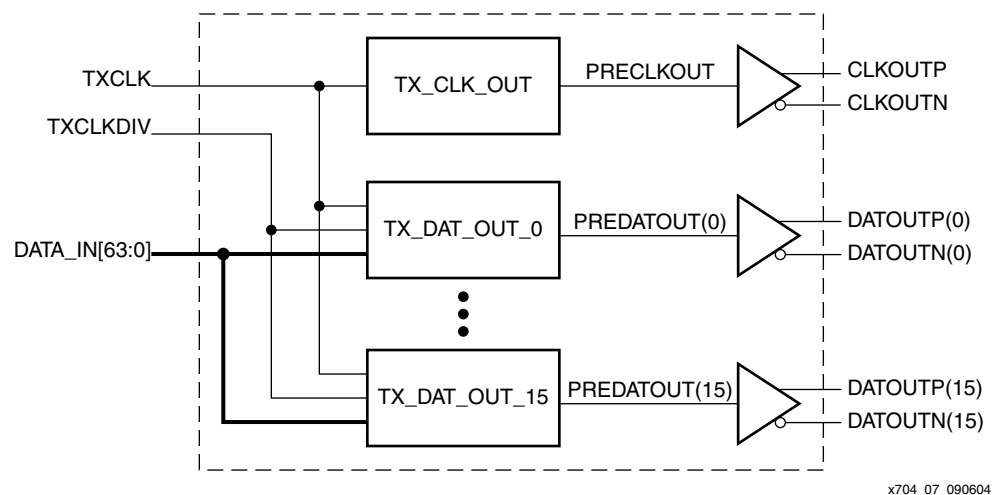 TXCLK
TX_CLK_OUT
PRECLKOUT
CLKOUTP
CLKOUTN
TXCLKDIV
TX_DAT_OUT_0
PREDATOUT(0)
DATOUTP(0)
DATOUTN(0)
DATA_IN[63:0]
TX_DAT_OUT_15
PREDATOUT(15)
DATOUTP(15)
DATOUTN(15)
x704_07_090604